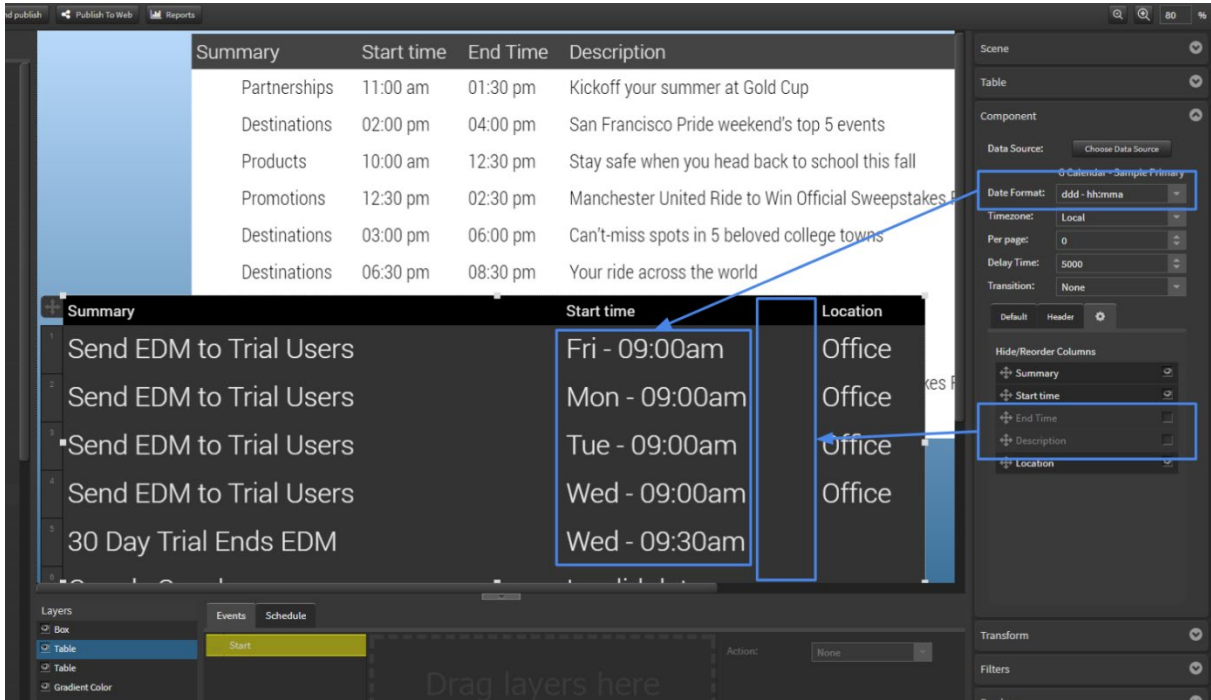 nd publish Publish To Web Reports 80 %
Summary Start time End Time Description
Partnerships 11:00 am 01:30 pm Kickoff your summer at Gold Cup
Destinations 02:00 pm 04:00 pm San Francisco Pride weekend's top 5 events
Products 10:00 am 12:30 pm Stay safe when you head back to school this fall
Promotions 12:30 pm 02:30 pm Manchester United Ride to Win Official Sweepstakes
Destinations 03:00 pm 06:00 pm Can't-miss spots in 5 beloved college towns
Destinations 06:30 pm 08:30 pm Your ride across the world
Summary Start time Location
1 Send EDM to Trial Users Fri - 09:00am Office
2 Send EDM to Trial Users Mon - 09:00am Office
3 Send EDM to Trial Users Tue - 09:00am Office
4 Send EDM to Trial Users Wed - 09:00am Office
5 30 Day Trial Ends EDM Wed - 09:30am
6
Layers
Box
Table
Table
Gradient Color
Events Schedule
Start
Drag layers here
Action: None
Scene
Table
Component
Data Source: Choose Data Source
G Calendar - Sample Primary
Date Format: ddd - hh:mma
Timezone: Local
Per page: 0
Delay Time: 5000
Transition: None
Default Header
Hide/Reorder Columns
Summary
Start time
End Time
Description
Location
Transform
Filters